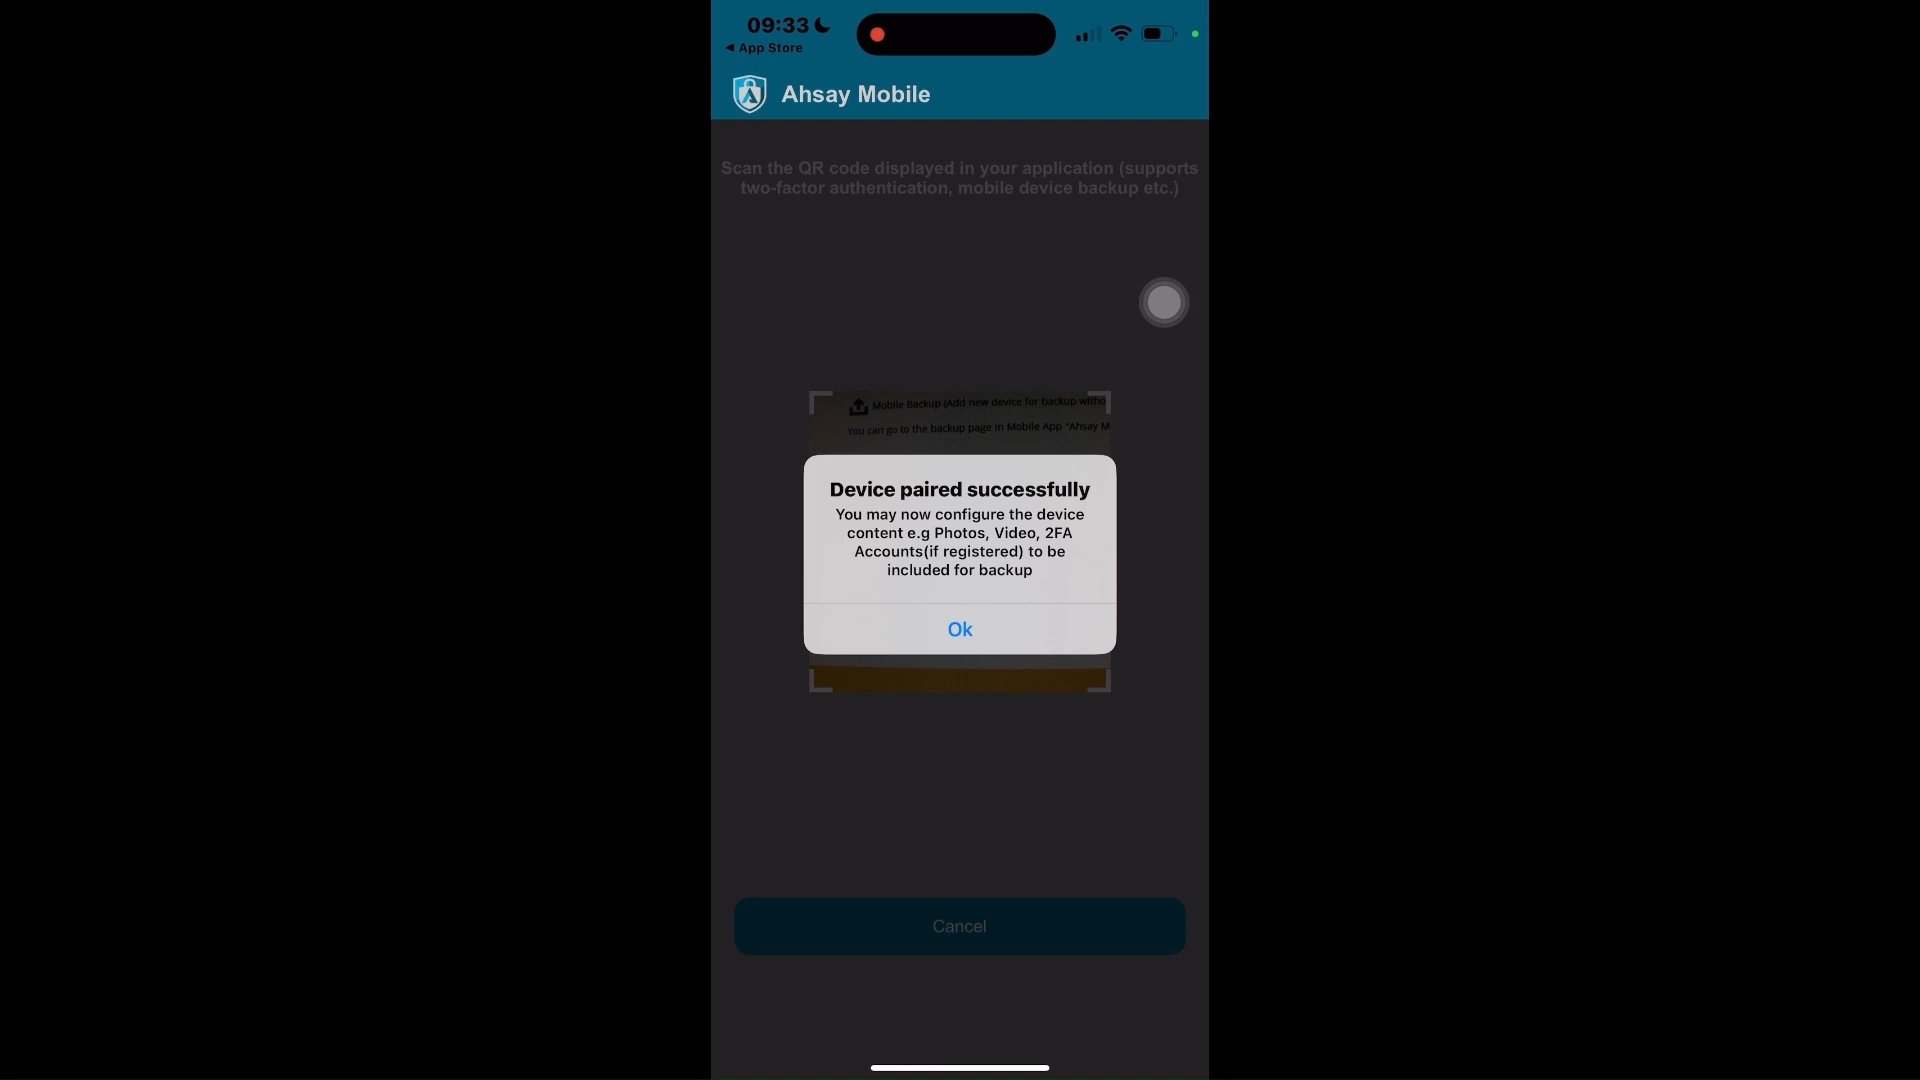 09:33
◀ App Store
Ahsay Mobile
Scan the QR code displayed in your application (supports
two-factor authentication, mobile device backup etc.)
Mobile Backup (Add new device for backup witho
You can go to the backup page in Mobile App "Ahsay M
Device paired successfully
You may now configure the device
content e.g Photos, Video, 2FA
Accounts(if registered) to be
included for backup
Ok
Cancel